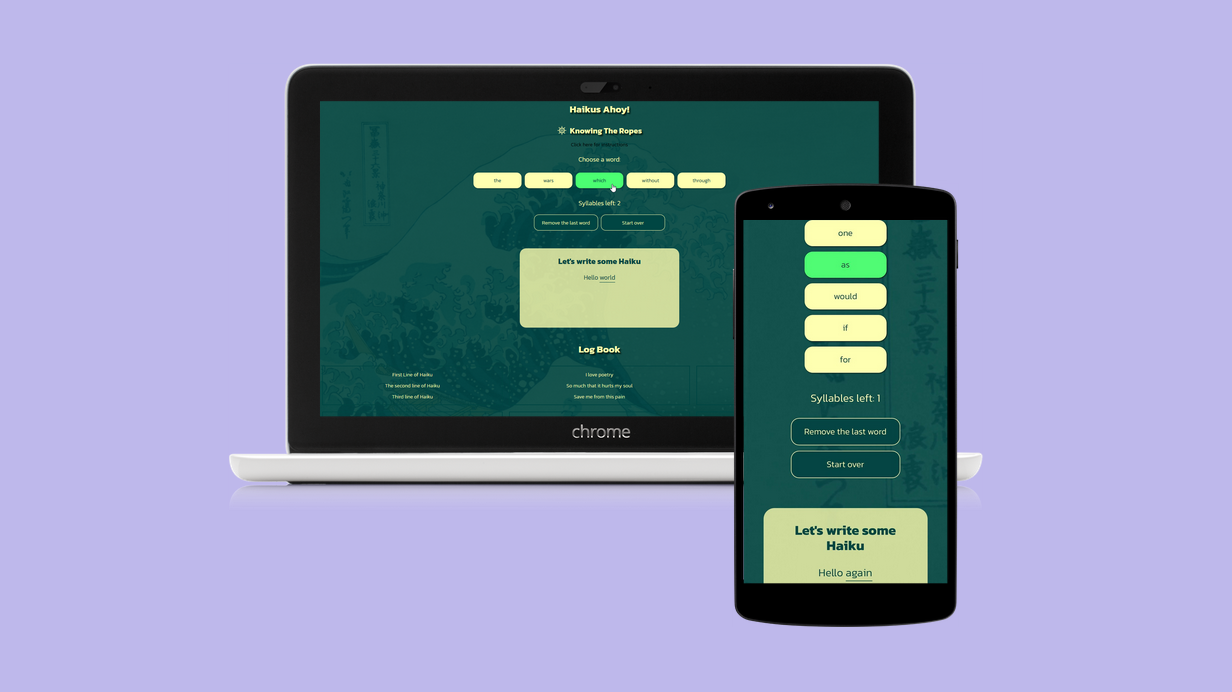 Haikus Ahoy!
Knowing The Ropes
Click here for instructions
Choose a word
the
wars
which
without
through
Syllables left: 2
Remove the last word
Start over
Let's write some Haiku
Hello world
Log Book
First Line of Haiku
The second line of Haiku
Third line of Haiku
I love poetry
So much that it hurts my soul
Save me from this pain
chrome
one
as
would
if
for
Syllables left: 1
Remove the last word
Start over
Let's write some
Haiku
Hello again